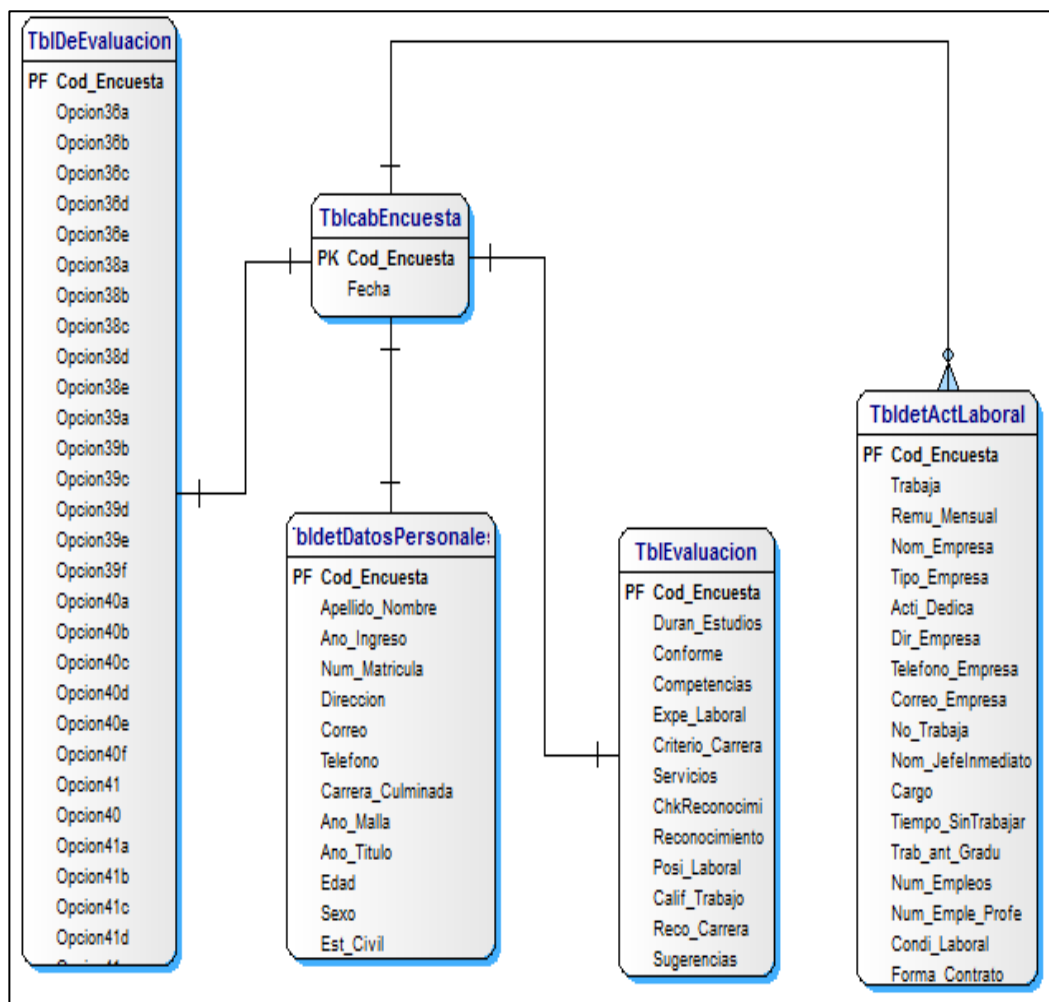 TblDeEvaluacion
PF Cod_Encuesta
Opcion36a
Opcion36b
Opcion36c
Opcion36d
Opcion36e
Opcion38a
Opcion38b
Opcion38c
Opcion38d
Opcion38e
Opcion39a
Opcion39b
Opcion39c
Opcion39d
Opcion39e
Opcion39f
Opcion40a
Opcion40b
Opcion40c
Opcion40d
Opcion40e
Opcion40f
Opcion41
Opcion40
Opcion41a
Opcion41b
Opcion41c
Opcion41d
TblcabEncuesta
PK Cod_Encuesta
Fecha
TbldetDatosPersonales
PF Cod_Encuesta
Apellido_Nombre
Ano_Ingreso
Num_Matricula
Direccion
Correo
Telefono
Carrera_Culminada
Ano_Malla
Ano_Titulo
Edad
Sexo
Est_Civil
TblEvaluacion
PF Cod_Encuesta
Duran_Estudios
Conforme
Competencias
Expe_Laboral
Criterio_Carrera
Servicios
ChkReconocimi
Reconocimiento
Posi_Laboral
Calif_Trabajo
Reco_Carrera
Sugerencias
TbldetActLaboral
PF Cod_Encuesta
Trabaja
Remu_Mensual
Nom_Empresa
Tipo_Empresa
Acti_Dedica
Dir_Empresa
Telefono_Empresa
Correo_Empresa
No_Trabaja
Nom_JefeInmediato
Cargo
Tiempo_SinTrabajar
Trab_ant_Gradu
Num_Empleos
Num_Emple_Profe
Condi_Laboral
Forma_Contrato